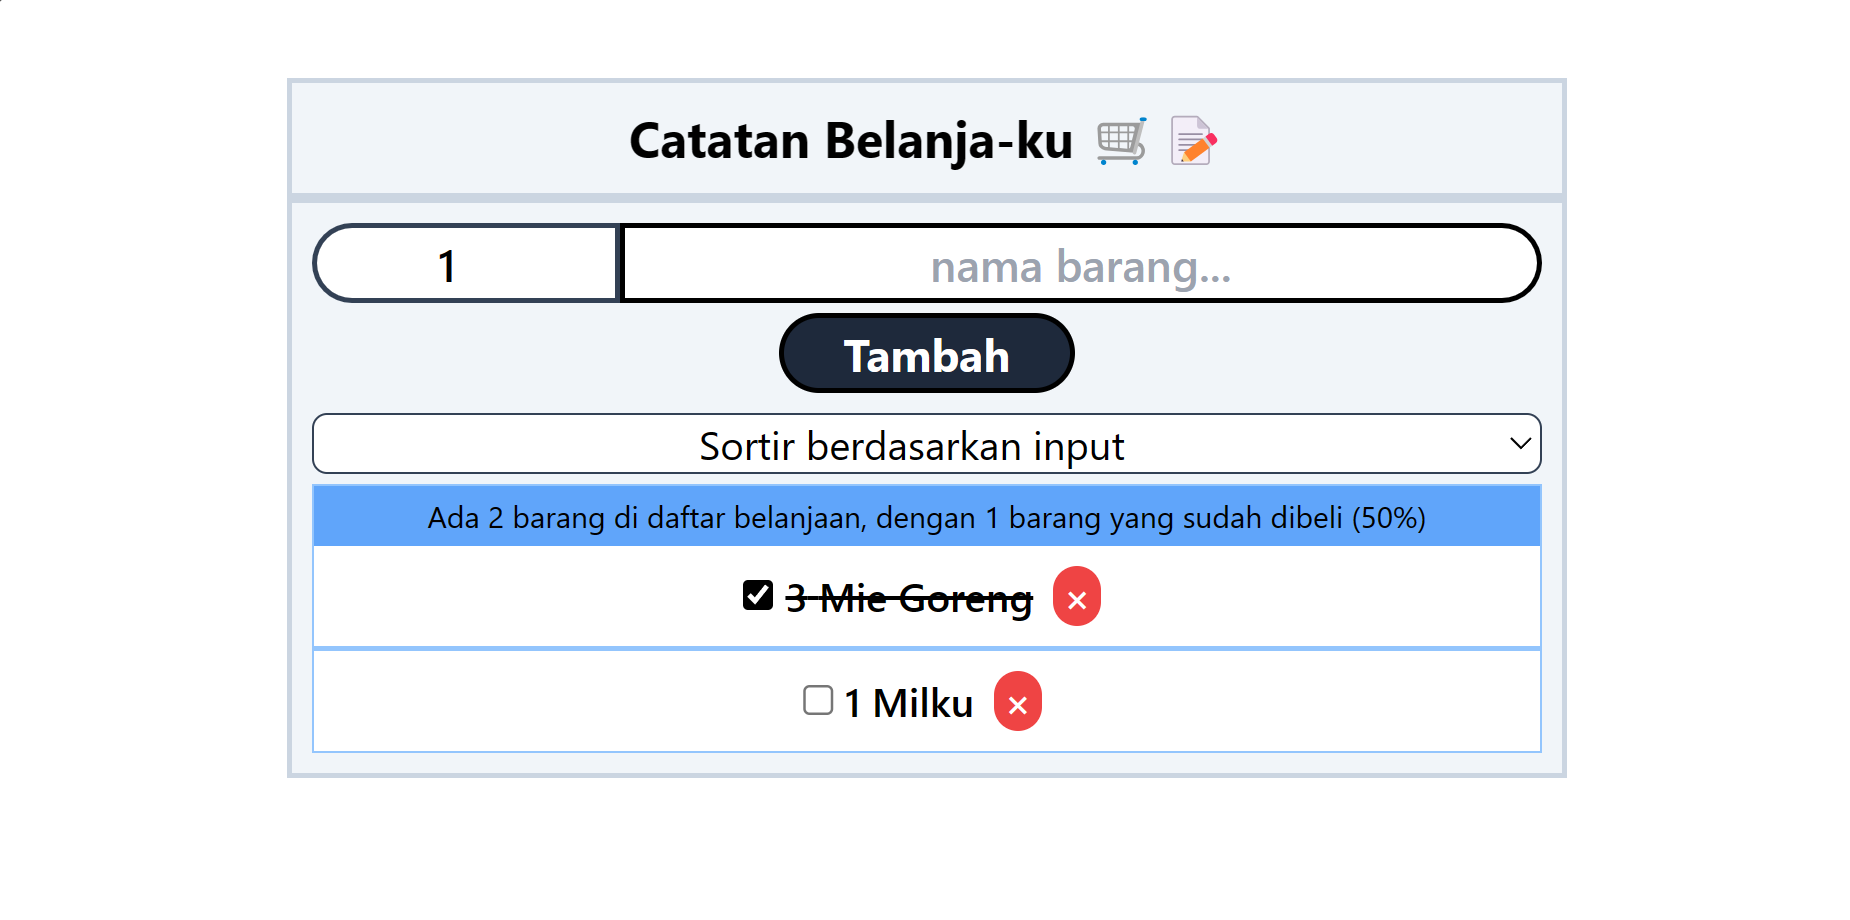 Catatan Belanja-ku 🛒 📝
1
nama barang...
Tambah
Sortir berdasarkan input
Ada 2 barang di daftar belanjaan, dengan 1 barang yang sudah dibeli (50%)
3 Mie Goreng ×
1 Milku ×